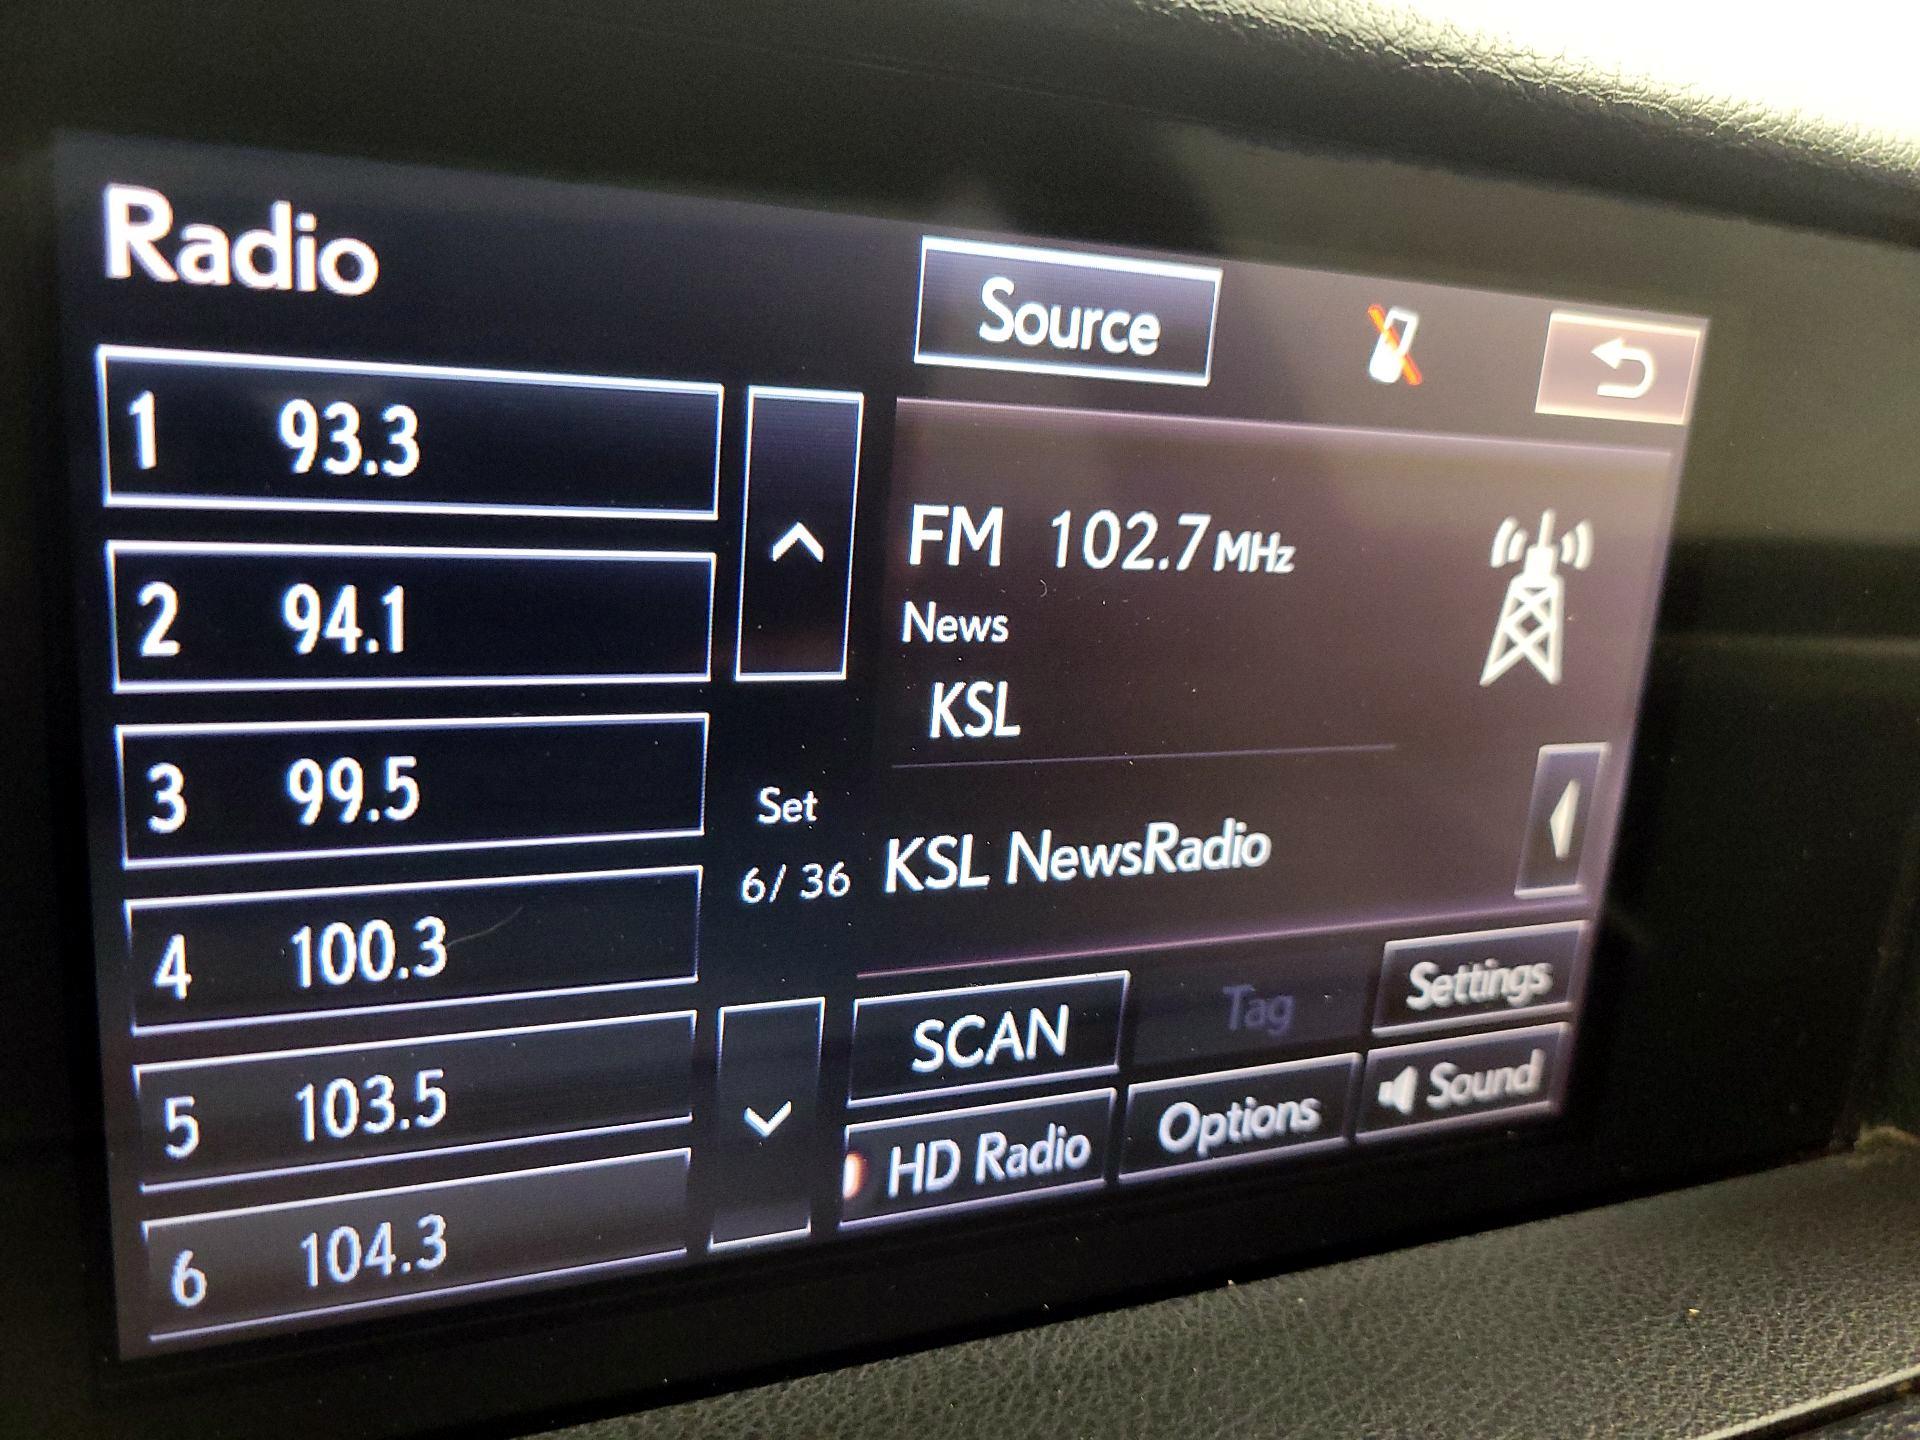 Radio
Source
1 93.3
2 94.1
3 99.5
4 100.3
5 103.5
6 104.3
Set
6/ 36
FM 102.7 MHz
News
KSL
KSL NewsRadio
SCAN
Tag
Settings
HD Radio
Options
Sound